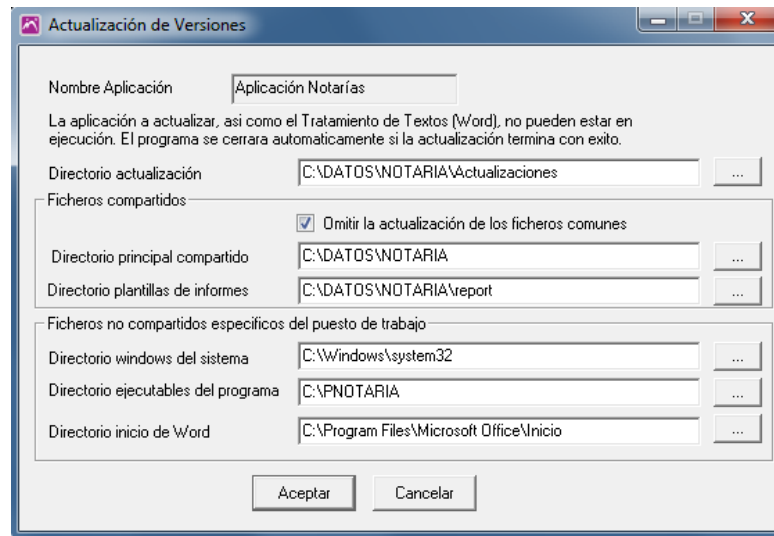 Actualización de Versiones
Nombre Aplicación Aplicación Notarías
La aplicación a actualizar, asi como el Tratamiento de Textos (Word), no pueden estar en
ejecución. El programa se cerrara automaticamente si la actualización termina con exito.
Directorio actualización C:\DATOS\NOTARIA\Actualizaciones ...
Ficheros compartidos
Omitir la actualización de los ficheros comunes
Directorio principal compartido C:\DATOS\NOTARIA ...
Directorio plantillas de informes C:\DATOS\NOTARIA\report ...
Ficheros no compartidos especificos del puesto de trabajo
Directorio windows del sistema C:\Windows\system32 ...
Directorio ejecutables del programa C:\PNOTARIA ...
Directorio inicio de Word C:\Program Files\Microsoft Office\Inicio ...
Aceptar Cancelar